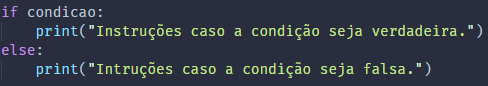 if condicao:
    print("Instruções caso a condição seja verdadeira.")
else:
    print("Intruções caso a condição seja falsa.")